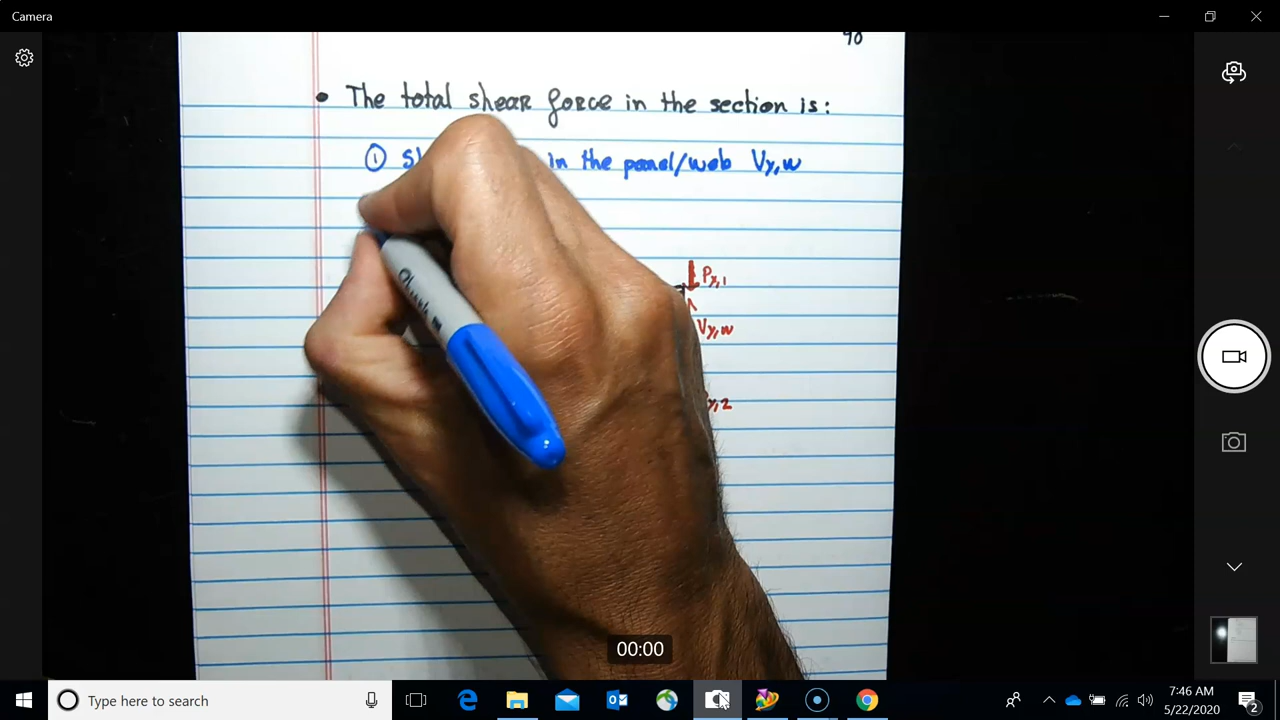 Camera
90
• The total shear force in the section is:
① in the panel/web Vy,w
Py,1
Vy,w
y,2
00:00
Type here to search
7:46 AM
5/22/2020
2